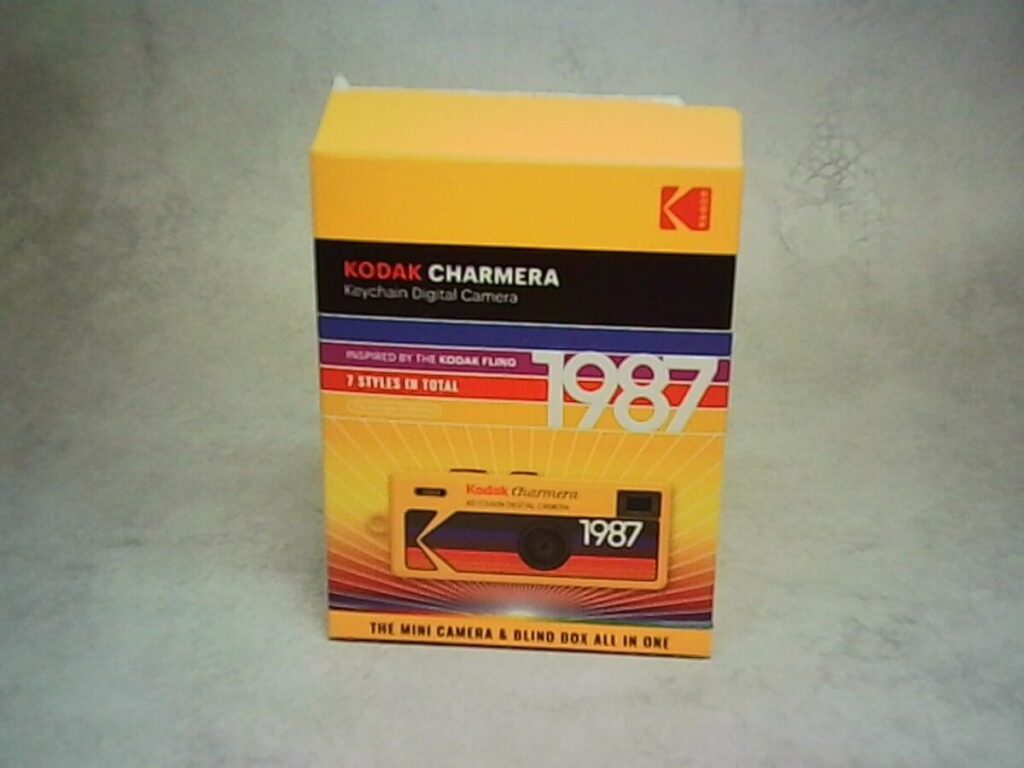 KODAK
KODAK CHARMERA
Keychain Digital Camera
INSPIRED BY THE KODAK FLING
7 STYLES IN TOTAL
1987
Kodak Charmera
KEYCHAIN DIGITAL CAMERA
1987
THE MINI CAMERA & BLIND BOX ALL IN ONE